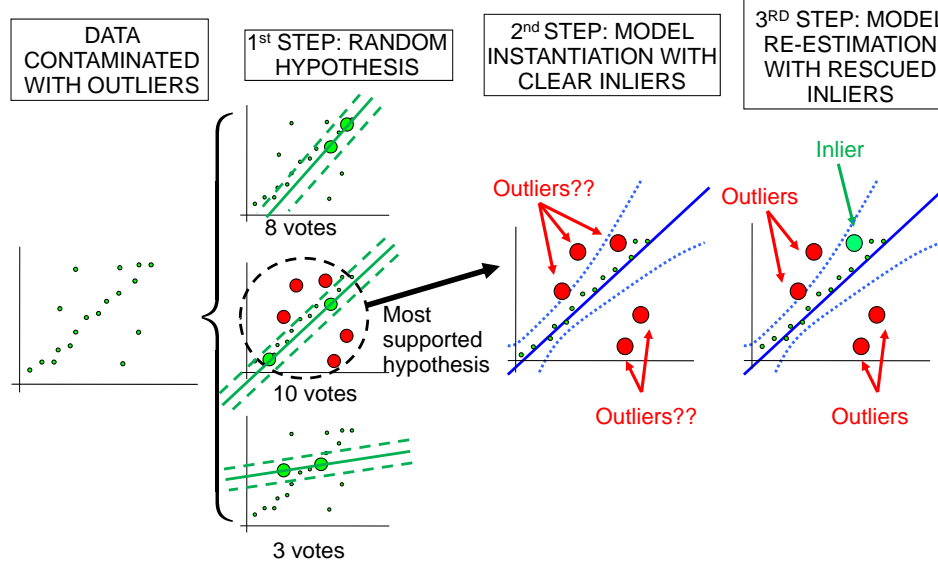 DATA
CONTAMINATED
WITH OUTLIERS
1st STEP: RANDOM
HYPOTHESIS
2nd STEP: MODEL
INSTANTIATION WITH
CLEAR INLIERS
3RD STEP: MODEL
RE-ESTIMATION
WITH RESCUED
INLIERS
8 votes
Most
supported
hypothesis
10 votes
3 votes
Outliers??
Outliers??
Inlier
Outliers
Outliers